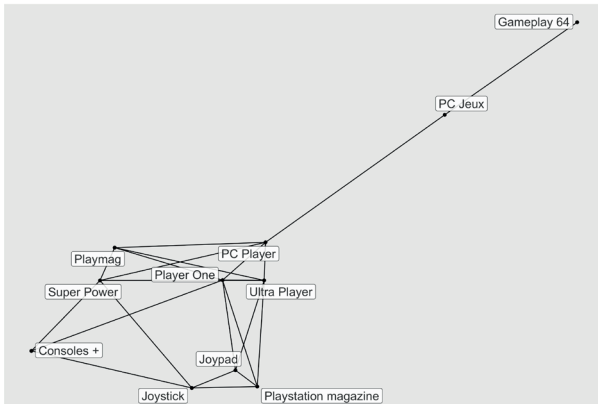 Gameplay 64
PC Jeux
PC Player
Playmag
Player One
Super Power
Ultra Player
Consoles +
Joypad
Joystick
Playstation magazine